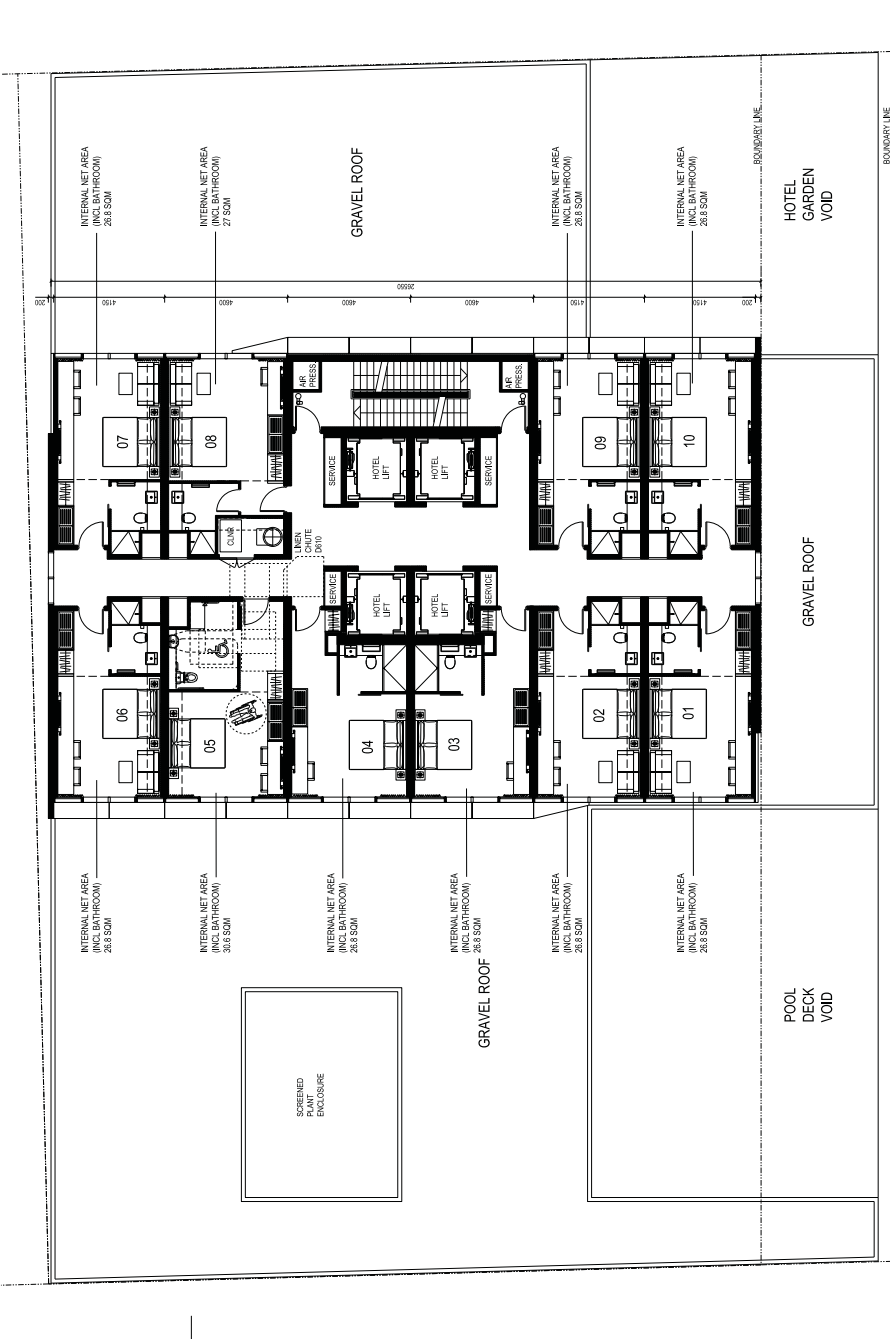 INTERNAL NET AREA
(INCL BATHROOM)
26.8 SQM
INTERNAL NET AREA
(INCL BATHROOM)
27 SQM
GRAVEL ROOF
INTERNAL NET AREA
(INCL BATHROOM)
26.8 SQM
INTERNAL NET AREA
(INCL BATHROOM)
26.8 SQM
BOUNDARY LINE
HOTEL
GARDEN
VOID
BOUNDARY LINE
26550
200
4150
4600
4600
4600
4150
4150
200
AIR
PRESS.
AIR
PRESS.
07
08
SERVICE
HOTEL
LIFT
HOTEL
LIFT
SERVICE
09
10
CLNR
LINEN
CHUTE
D610
SERVICE
HOTEL
LIFT
HOTEL
LIFT
SERVICE
GRAVEL ROOF
06
05
04
03
02
01
INTERNAL NET AREA
(INCL BATHROOM)
26.8 SQM
INTERNAL NET AREA
(INCL BATHROOM)
30.6 SQM
INTERNAL NET AREA
(INCL BATHROOM)
26.8 SQM
INTERNAL NET AREA
(INCL BATHROOM)
26.8 SQM
INTERNAL NET AREA
(INCL BATHROOM)
26.8 SQM
INTERNAL NET AREA
(INCL BATHROOM)
26.8 SQM
GRAVEL ROOF
POOL
DECK
VOID
SCREENED
PLANT
ENCLOSURE